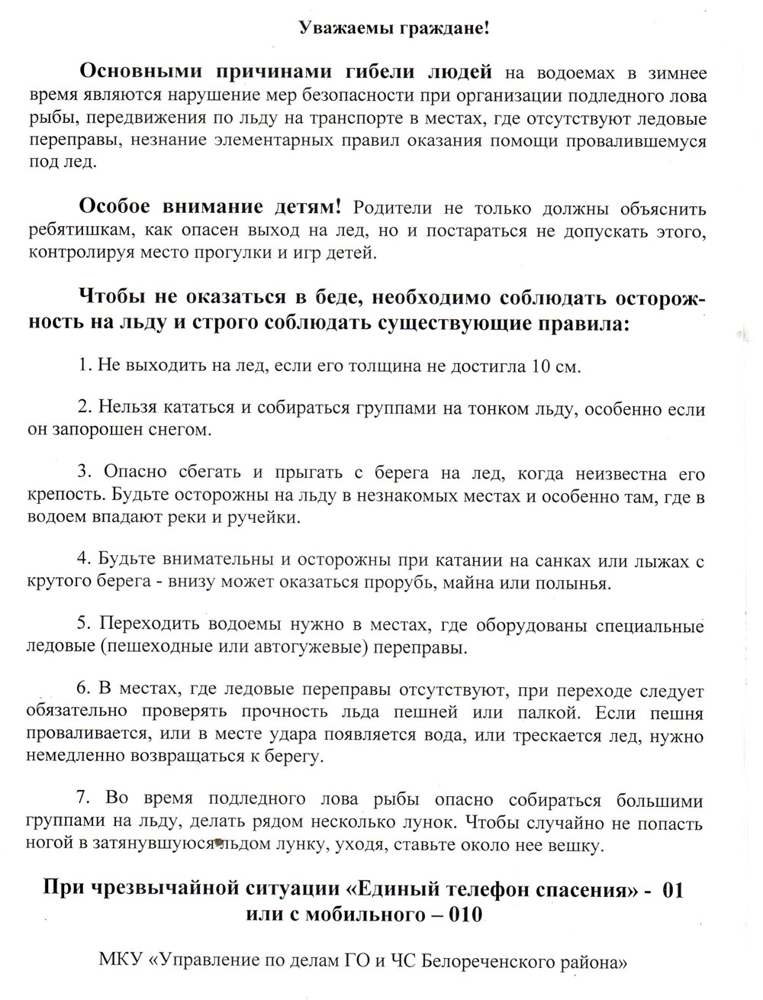 Уважаемы граждане!
Основными причинами гибели людей на водоемах в зимнее
время являются нарушение мер безопасности при организации подледного лова
рыбы, передвижения по льду на транспорте в местах, где отсутствуют ледовые
переправы, незнание элементарных правил оказания помощи провалившемуся
под лед.
Особое внимание детям! Родители не только должны объяснить
ребятишкам, как опасен выход на лед, но и постараться не допускать этого,
контролируя место прогулки и игр детей.
Чтобы не оказаться в беде, необходимо соблюдать осторож-
ность на льду и строго соблюдать существующие правила:
1. Не выходить на лед, если его толщина не достигла 10 см.
2. Нельзя кататься и собираться группами на тонком льду, особенно если
он запорошен снегом.
3. Опасно сбегать и прыгать с берега на лед, когда неизвестна его
крепость. Будьте осторожны на льду в незнакомых местах и особенно там, где в
водоем впадают реки и ручейки.
4. Будьте внимательны и осторожны при катании на санках или лыжах с
крутого берега - внизу может оказаться прорубь, майна или полынья.
5. Переходить водоемы нужно в местах, где оборудованы специальные
ледовые (пешеходные или автогужевые) переправы.
6. В местах, где ледовые переправы отсутствуют, при переходе следует
обязательно проверять прочность льда пешней или палкой. Если пешня
проваливается, или в месте удара появляется вода, или трескается лед, нужно
немедленно возвращаться к берегу.
7. Во время подледного лова рыбы опасно собираться большими
группами на льду, делать рядом несколько лунок. Чтобы случайно не попасть
ногой в затянувшуюся льдом лунку, уходя, ставьте около нее вешку.
При чрезвычайной ситуации «Единый телефон спасения» - 01
или с мобильного – 010
МКУ «Управление по делам ГО и ЧС Белореченского района»